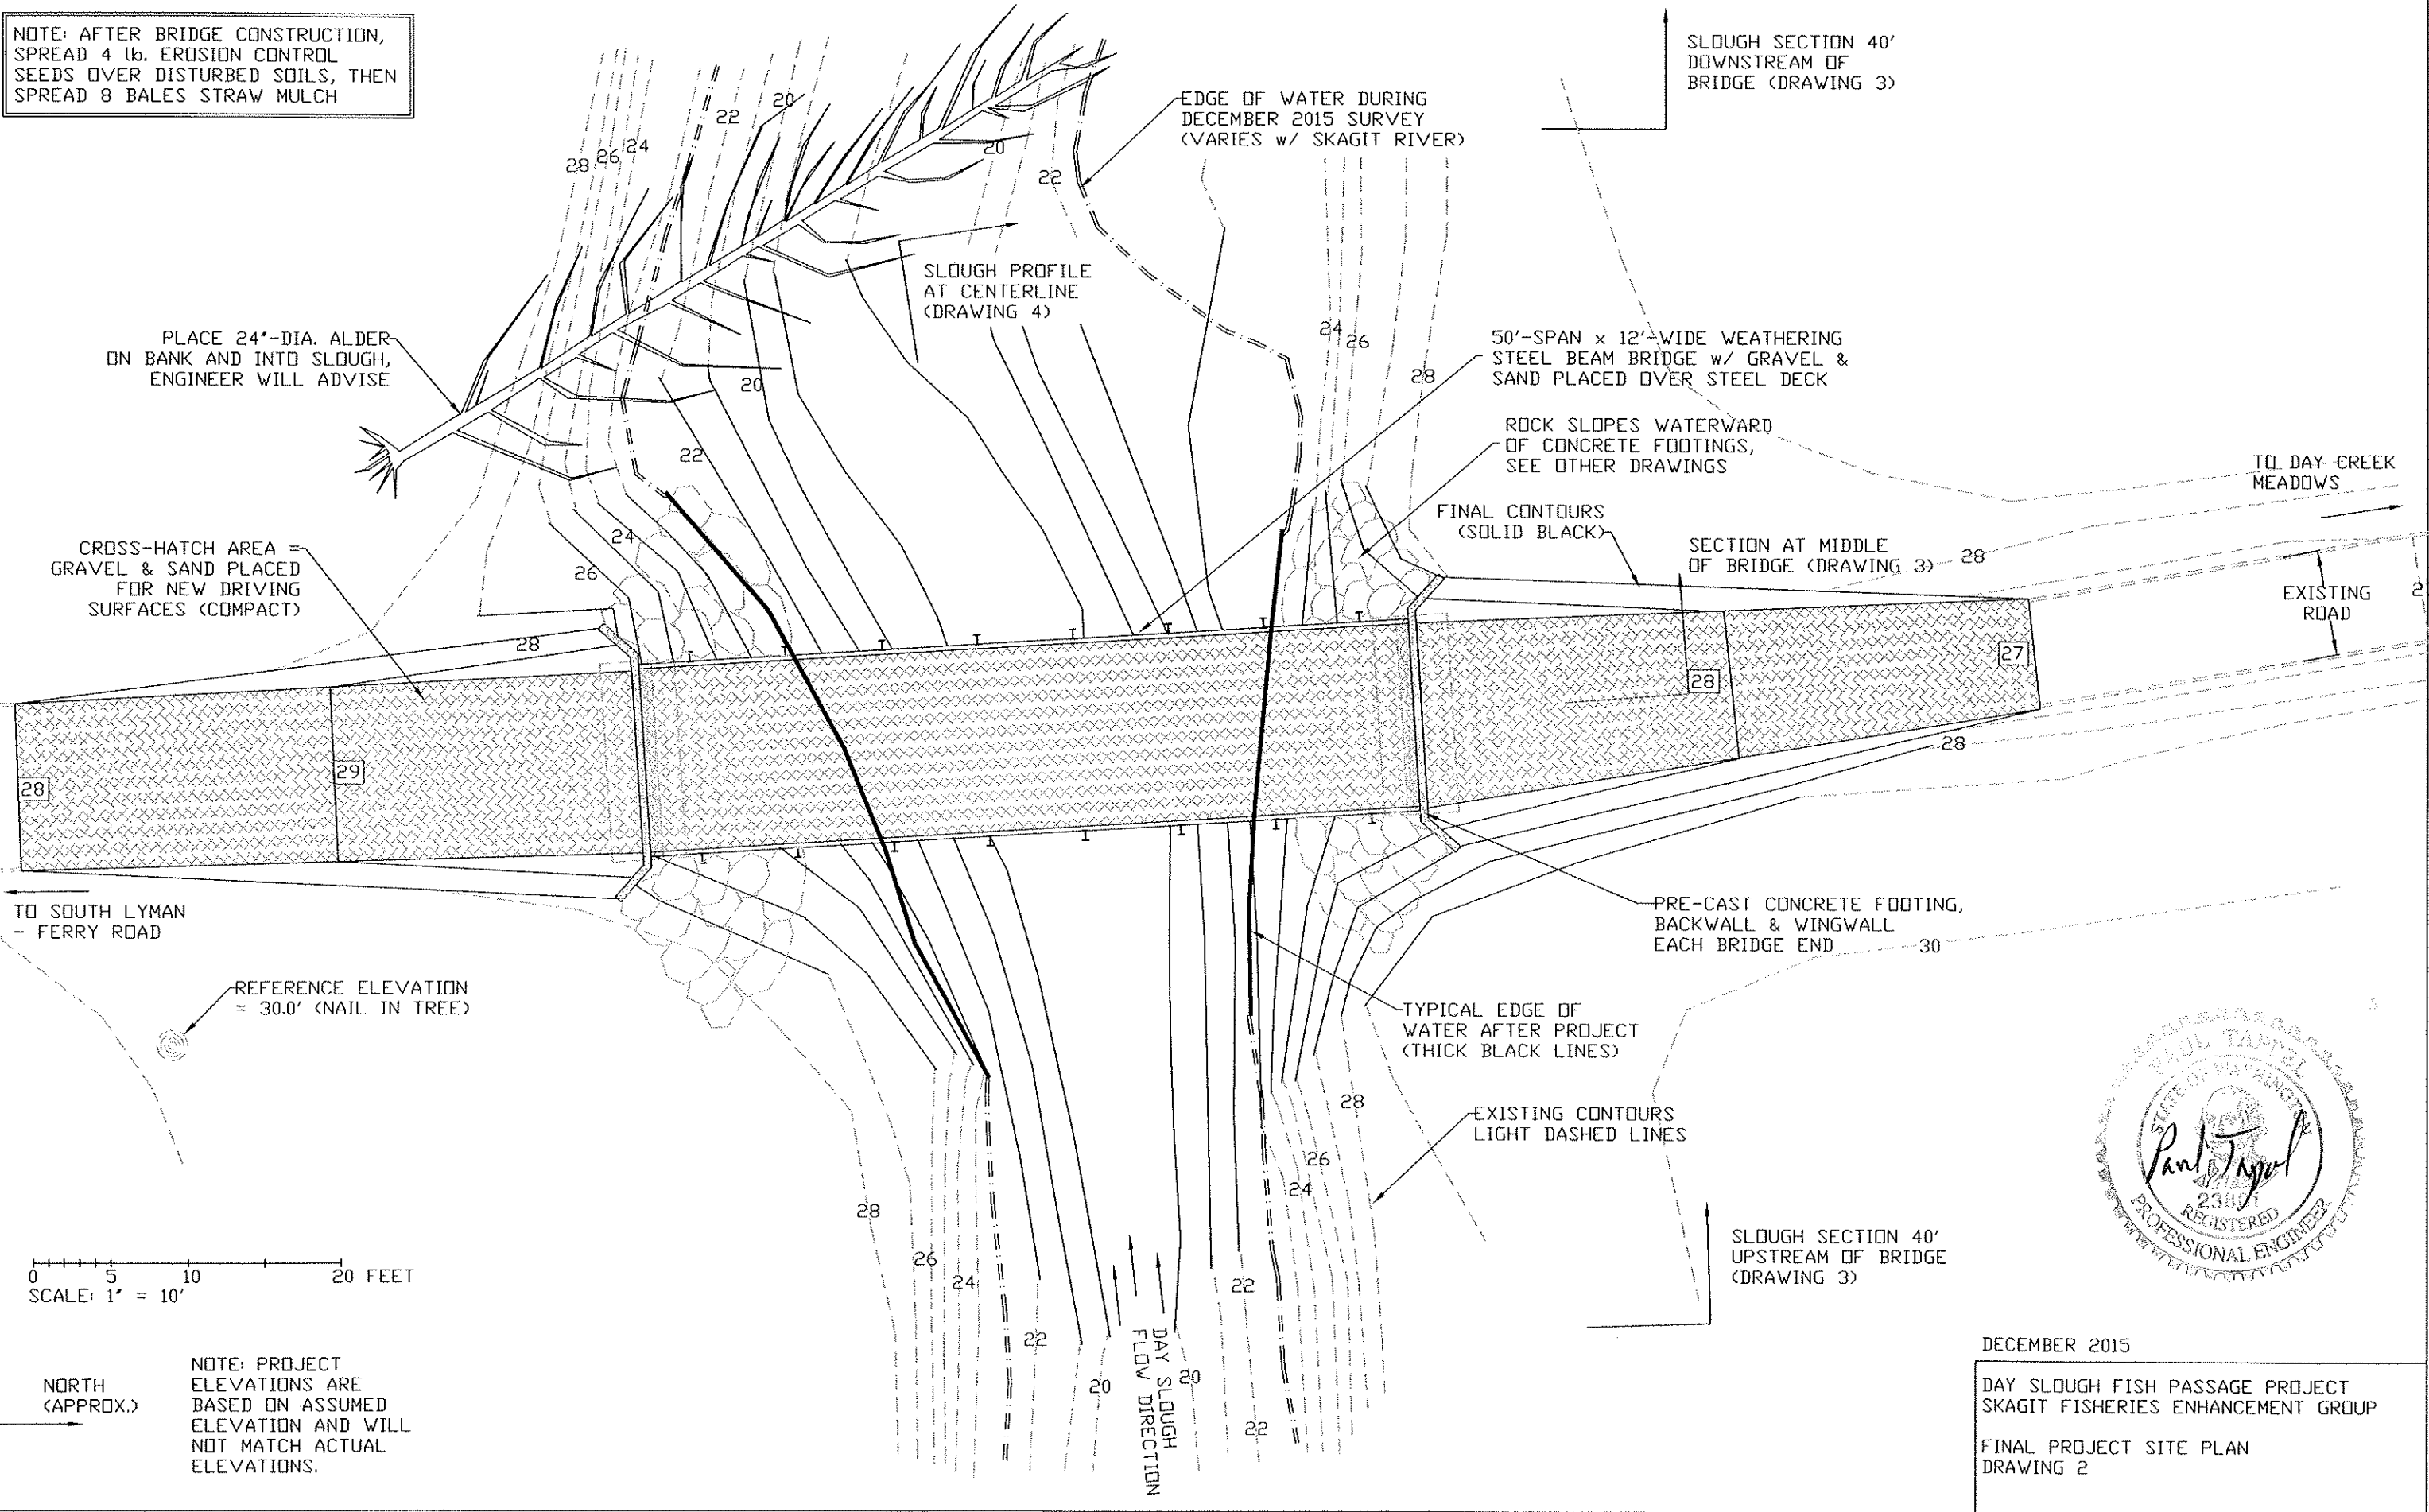 NOTE: AFTER BRIDGE CONSTRUCTION,
SPREAD 4 lb. EROSION CONTROL
SEEDS OVER DISTURBED SOILS, THEN
SPREAD 8 BALES STRAW MULCH
SLOUGH SECTION 40'
DOWNSTREAM OF
BRIDGE (DRAWING 3)
EDGE OF WATER DURING
DECEMBER 2015 SURVEY
(VARIES w/ SKAGIT RIVER)
28
26
24
22
20
20
22
SLOUGH PROFILE
AT CENTERLINE
(DRAWING 4)
PLACE 24"-DIA. ALDER
ON BANK AND INTO SLOUGH,
ENGINEER WILL ADVISE
20
22
24
26
28
24
26
28
50'-SPAN x 12'-WIDE WEATHERING
STEEL BEAM BRIDGE w/ GRAVEL &
SAND PLACED OVER STEEL DECK
ROCK SLOPES WATERWARD
OF CONCRETE FOOTINGS,
SEE OTHER DRAWINGS
FINAL CONTOURS
(SOLID BLACK)
SECTION AT MIDDLE
OF BRIDGE (DRAWING 3)
28
TO DAY CREEK
MEADOWS
EXISTING
ROAD
2
CROSS-HATCH AREA =
GRAVEL & SAND PLACED
FOR NEW DRIVING
SURFACES (COMPACT)
28
29
28
27
28
TO SOUTH LYMAN
- FERRY ROAD
REFERENCE ELEVATION
= 30.0' (NAIL IN TREE)
PRE-CAST CONCRETE FOOTING,
BACKWALL & WINGWALL
EACH BRIDGE END
30
TYPICAL EDGE OF
WATER AFTER PROJECT
(THICK BLACK LINES)
EXISTING CONTOURS
LIGHT DASHED LINES
28
26
24
22
20
20
22
22
24
26
28
DAY SLOUGH
FLOW DIRECTION
SLOUGH SECTION 40'
UPSTREAM OF BRIDGE
(DRAWING 3)
PAUL TAPPEL
STATE OF WASHINGTON
Paul Tappel
REGISTERED
PROFESSIONAL ENGINEER
0 5 10 20 FEET
SCALE: 1" = 10'
NORTH
(APPROX.)
NOTE: PROJECT
ELEVATIONS ARE
BASED ON ASSUMED
ELEVATION AND WILL
NOT MATCH ACTUAL
ELEVATIONS.
DECEMBER 2015
DAY SLOUGH FISH PASSAGE PROJECT
SKAGIT FISHERIES ENHANCEMENT GROUP
FINAL PROJECT SITE PLAN
DRAWING 2